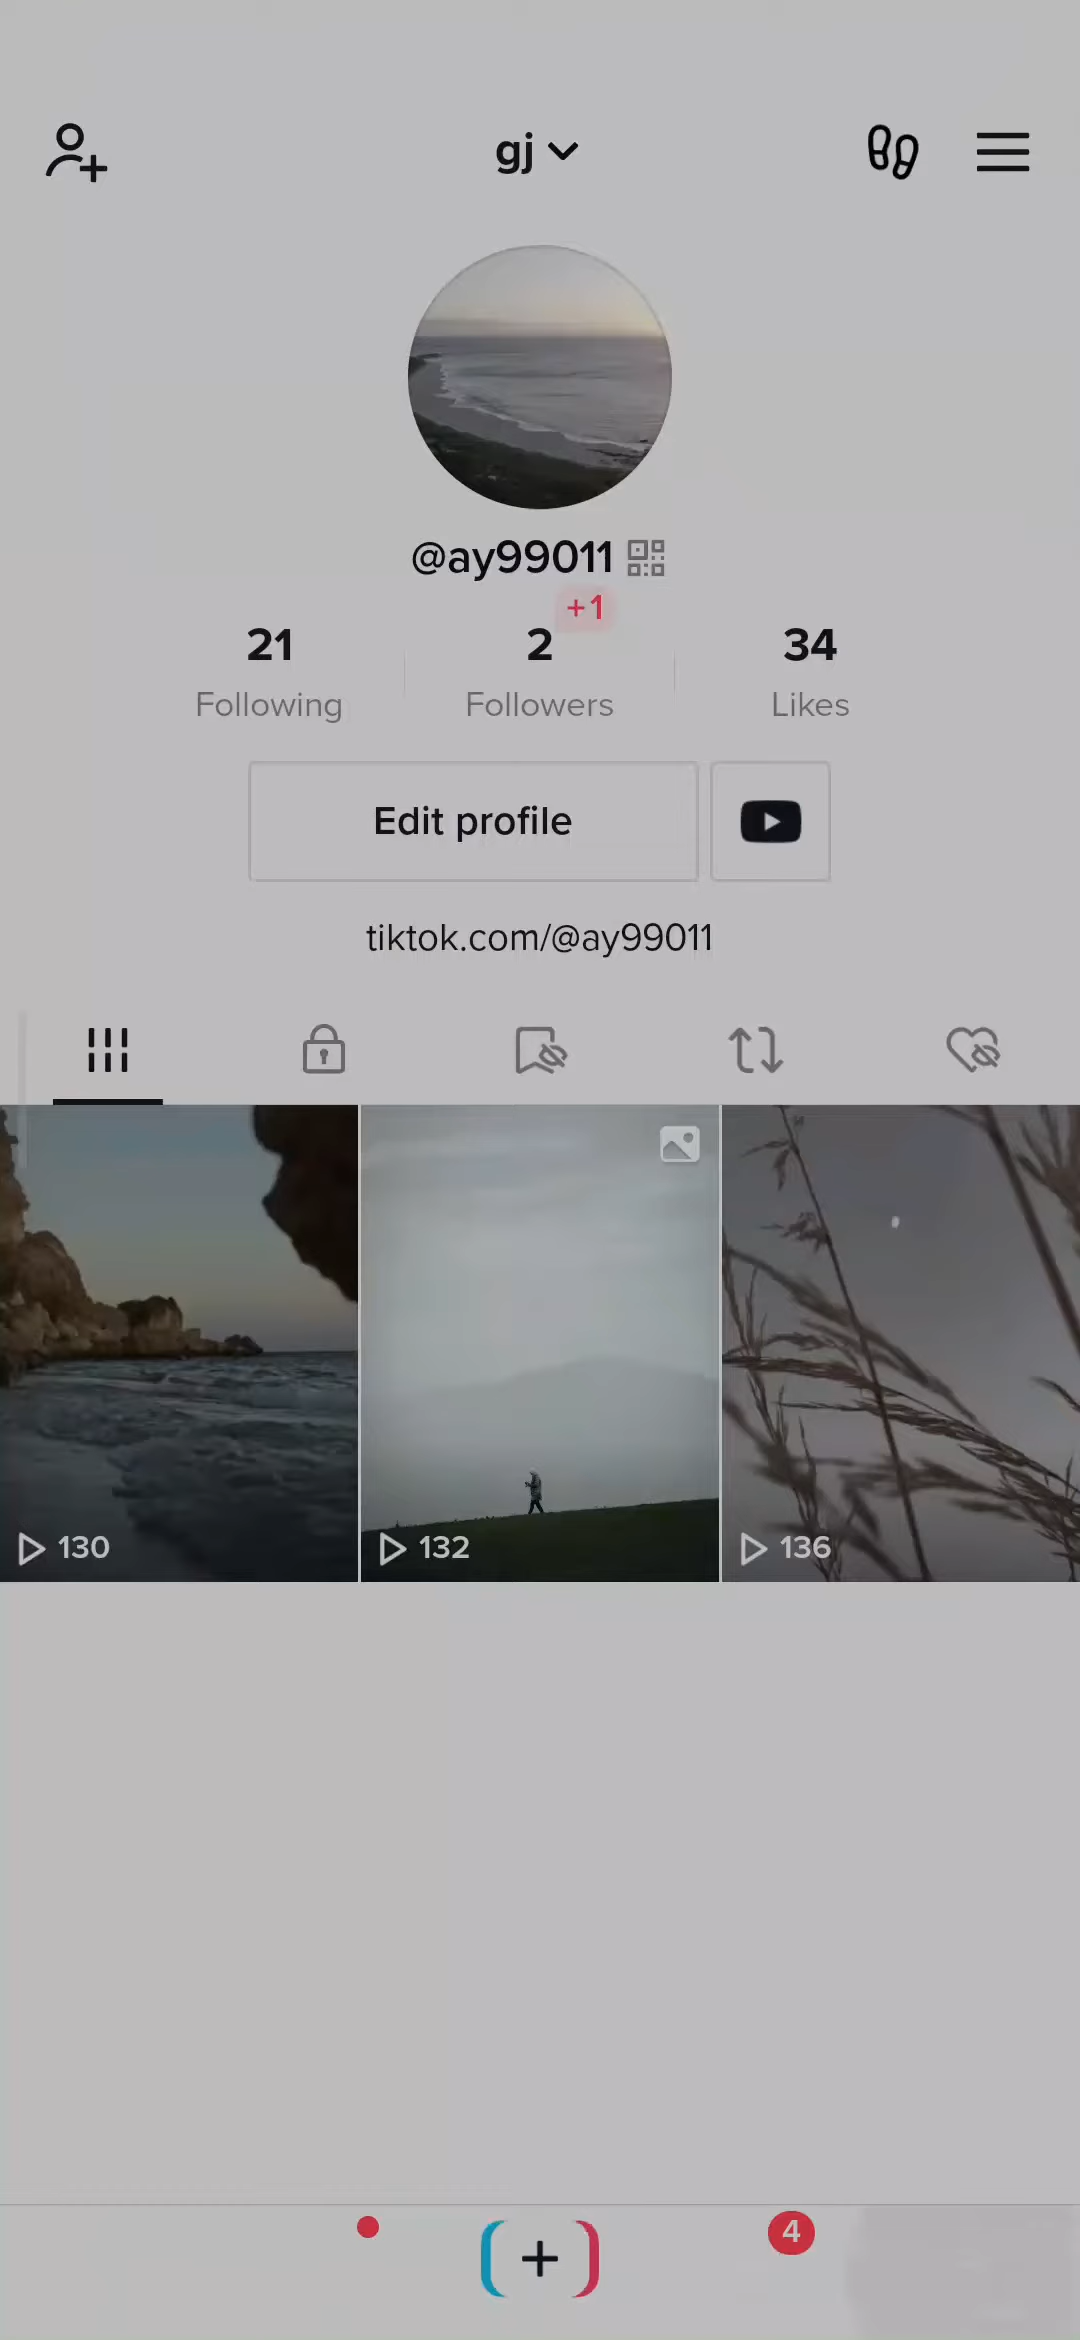 gj
@ay99011
+1
21 2 34
Following Followers Likes
Edit profile
tiktok.com/@ay99011
130 132 136
4